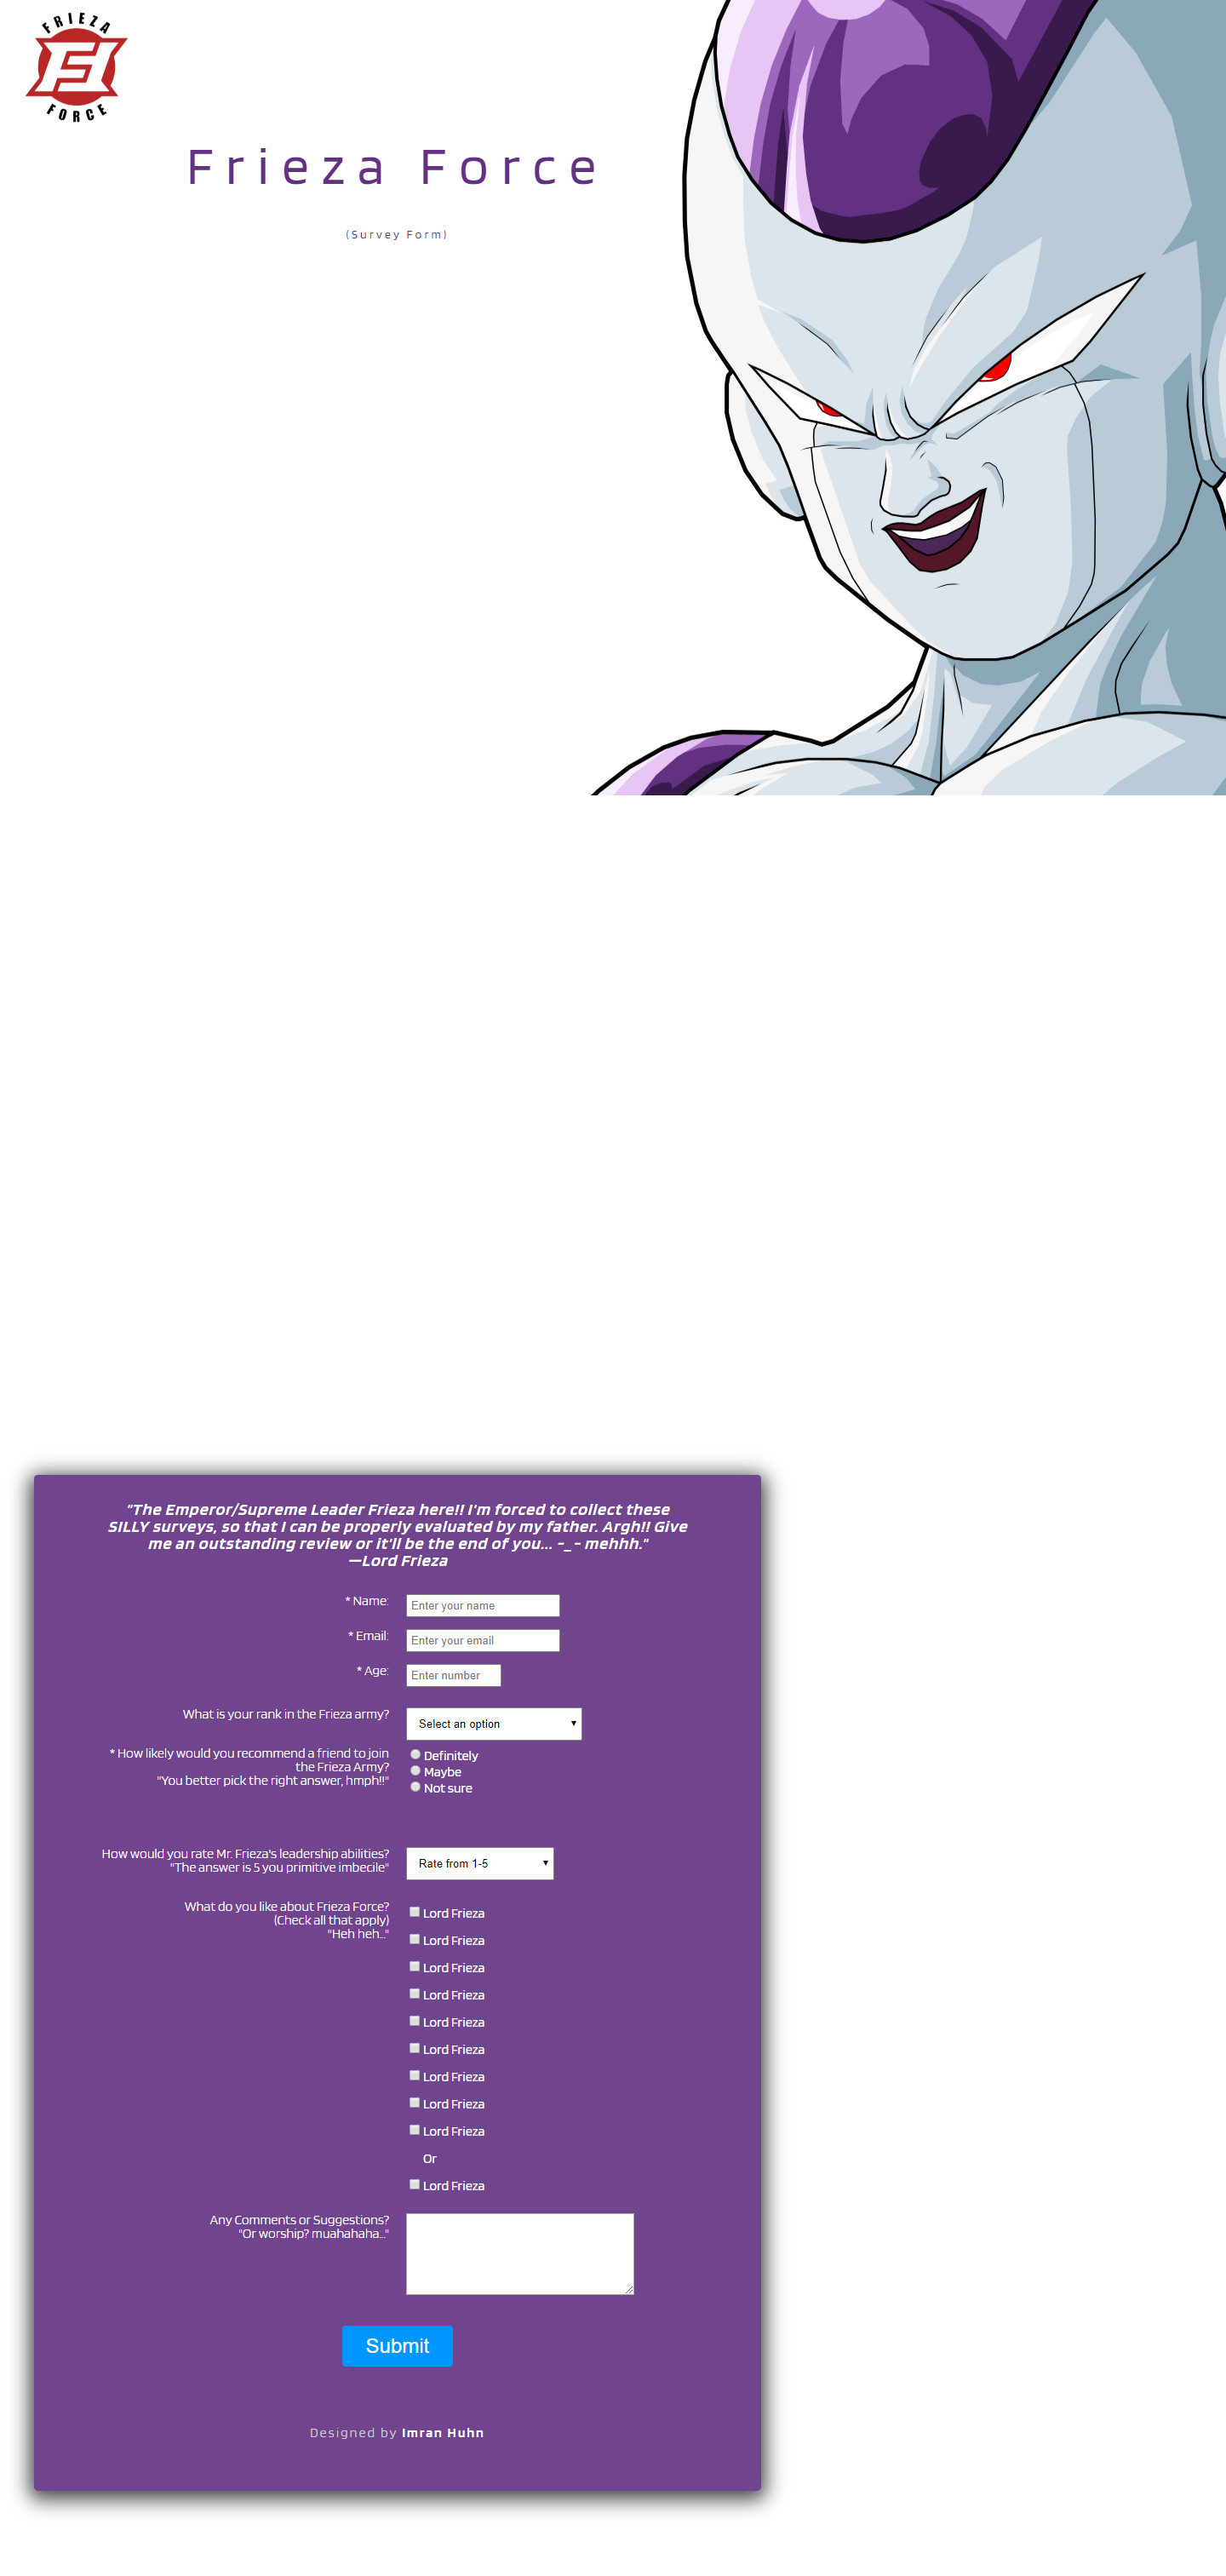 FRIEZA
FORCE
Frieza Force
(Survey Form)
"The Emperor/Supreme Leader Frieza here!! I'm forced to collect these
SILLY surveys, so that I can be properly evaluated by my father. Argh!! Give
me an outstanding review or it'll be the end of you... -_- mehhh."
—Lord Frieza
* Name:
Enter your name
* Email:
Enter your email
* Age:
Enter number
What is your rank in the Frieza army?
Select an option
* How likely would you recommend a friend to join
the Frieza Army?
"You better pick the right answer, hmph!!"
Definitely
Maybe
Not sure
How would you rate Mr. Frieza's leadership abilities?
"The answer is 5 you primitive imbecile"
Rate from 1-5
What do you like about Frieza Force?
(Check all that apply)
"Heh heh..."
Lord Frieza
Lord Frieza
Lord Frieza
Lord Frieza
Lord Frieza
Lord Frieza
Lord Frieza
Lord Frieza
Lord Frieza
Or
Lord Frieza
Any Comments or Suggestions?
"Or worship? muahahaha..."
Submit
Designed by Imran Huhn